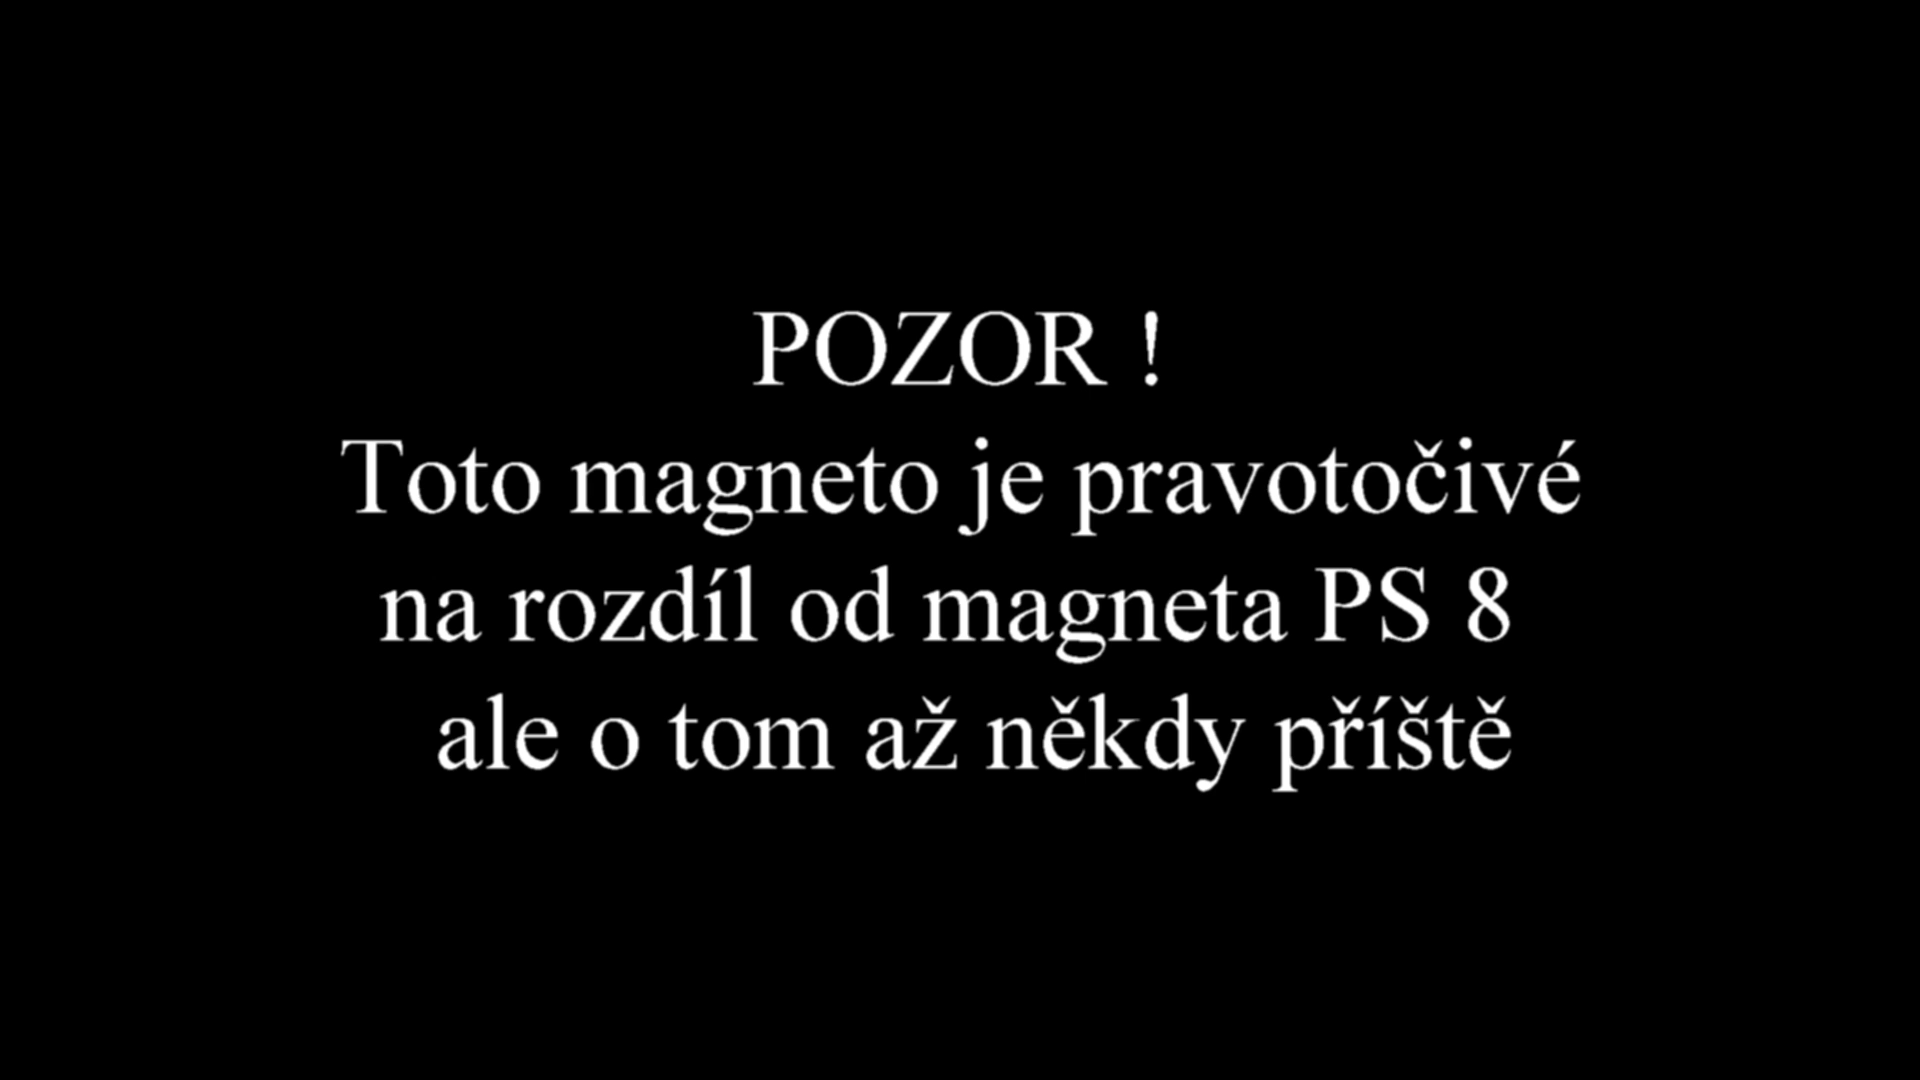 POZOR !
Toto magneto je pravotočivé
na rozdíl od magneta PS 8
ale o tom až někdy příště